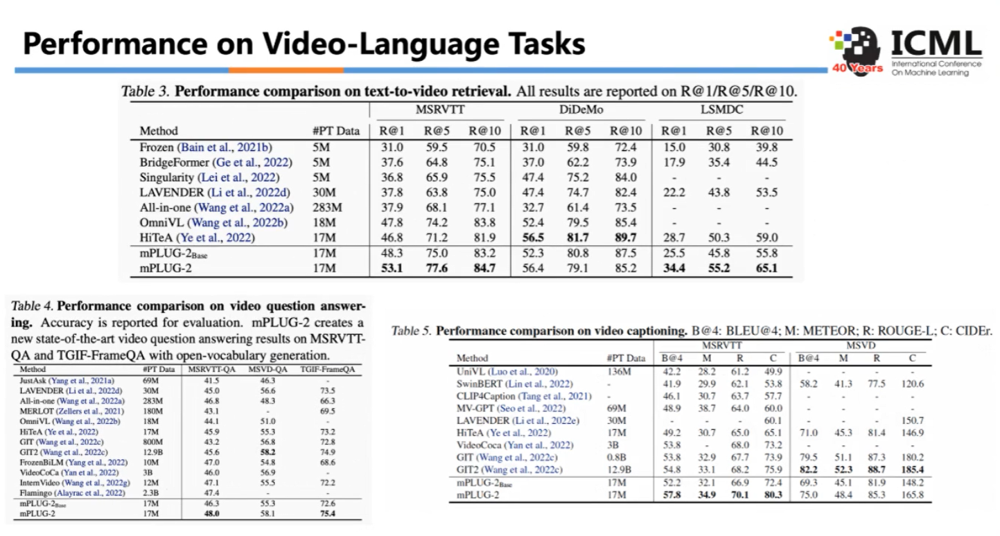 Performance on Video-Language Tasks
40 Years
ICML
International Conference
On Machine Learning
Table 3. Performance comparison on text-to-video retrieval. All results are reported on R@1/R@5/R@10.
MSRVTT DiDeMo LSMDC
Method #PT Data R@1 R@5 R@10 R@1 R@5 R@10 R@1 R@5 R@10
Frozen (Bain et al., 2021b) 5M 31.0 59.5 70.5 31.0 59.8 72.4 15.0 30.8 39.8
BridgeFormer (Ge et al., 2022) 5M 37.6 64.8 75.1 37.0 62.2 73.9 17.9 35.4 44.5
Singularity (Lei et al., 2022) 5M 36.8 65.9 75.5 47.4 75.2 84.0 - - -
LAVENDER (Li et al., 2022d) 30M 37.8 63.8 75.0 47.4 74.7 82.4 22.2 43.8 53.5
All-in-one (Wang et al., 2022a) 283M 37.9 68.1 77.1 32.7 61.4 73.5 - - -
OmniVL (Wang et al., 2022b) 18M 47.8 74.2 83.8 52.4 79.5 85.4 - - -
HiTeA (Ye et al., 2022) 17M 46.8 71.2 81.9 56.5 81.7 89.7 28.7 50.3 59.0
mPLUG-2Base 17M 48.3 75.0 83.2 52.3 80.8 87.5 25.5 45.8 55.8
mPLUG-2 17M 53.1 77.6 84.7 56.4 79.1 85.2 34.4 55.2 65.1
Table 4. Performance comparison on video question answer-
ing. Accuracy is reported for evaluation. mPLUG-2 creates a
new state-of-the-art video question answering results on MSRVTT-
QA and TGIF-FrameQA with open-vocabulary generation.
Method #PT Data MSRVTT-QA MSVD-QA TGIF-FrameQA
JustAsk (Yang et al., 2021a) 69M 41.5 46.3 -
LAVENDER (Li et al., 2022d) 30M 45.0 56.6 73.5
All-in-one (Wang et al., 2022a) 283M 46.8 48.3 66.3
MERLOT (Zellers et al., 2021) 180M 43.1 - 69.5
OmniVL (Wang et al., 2022b) 18M 44.1 51.0 -
HiTeA (Ye et al., 2022) 17M 45.9 55.3 73.2
GIT (Wang et al., 2022c) 800M 43.2 56.8 72.8
GIT2 (Wang et al., 2022c) 12.9B 45.6 58.2 74.9
FrozenBiLM (Yang et al., 2022) 10M 47.0 54.8 68.6
VideoCoCa (Yan et al., 2022) 3B 46.0 56.9 -
InternVideo (Wang et al., 2022g) 12M 47.1 55.5 72.2
Flamingo (Alayrac et al., 2022) 2.3B 47.4 - -
mPLUG-2Base 17M 46.3 55.3 72.6
mPLUG-2 17M 48.0 58.1 75.4
Table 5. Performance comparison on video captioning. B@4: BLEU@4; M: METEOR; R: ROUGE-L; C: CIDEr.
MSRVTT MSVD
Method #PT Data B@4 M R C B@4 M R C
UniVL (Luo et al., 2020) 136M 42.2 28.2 61.2 49.9 - - - -
SwinBERT (Lin et al., 2022) - 41.9 29.9 62.1 53.8 58.2 41.3 77.5 120.6
CLIP4Caption (Tang et al., 2021) - 46.1 30.7 63.7 57.7 - - - -
MV-GPT (Seo et al., 2022) 69M 48.9 38.7 64.0 60.0 - - - -
LAVENDER (Li et al., 2022e) 30M - - - 60.1 - - - 150.7
HiTeA (Ye et al., 2022) 17M 49.2 30.7 65.0 65.1 71.0 45.3 81.4 146.9
VideoCoca (Yan et al., 2022) 3B 53.8 - 68.0 73.2 - - - -
GIT (Wang et al., 2022c) 0.8B 53.8 32.9 67.7 73.9 79.5 51.1 87.3 180.2
GIT2 (Wang et al., 2022c) 12.9B 54.8 33.1 68.2 75.9 82.2 52.3 88.7 185.4
mPLUG-2Base 17M 52.2 32.1 66.9 72.4 69.3 45.1 81.9 148.2
mPLUG-2 17M 57.8 34.9 70.1 80.3 75.0 48.4 85.3 165.8